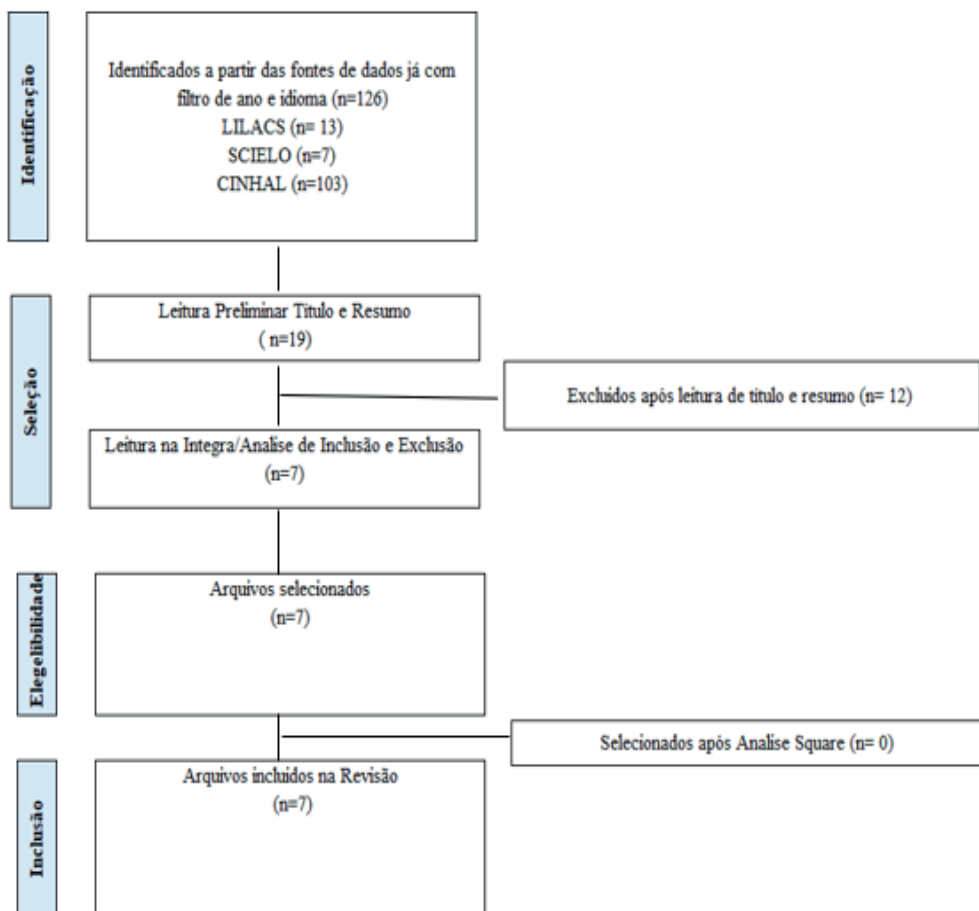 Identificação
Identificados a partir das fontes de dados já com
filtro de ano e idioma (n=126)
LILACS (n= 13)
SCIELO (n=7)
CINHAL (n=103)
Seleção
Leitura Preliminar Titulo e Resumo
( n=19)
Excluidos após leitura de titulo e resumo (n= 12)
Leitura na Integra/Analise de Inclusão e Exclusão
(n=7)
Elegelibilidade
Arquivos selecionados
(n=7)
Selecionados após Analise Square (n= 0)
Inclusão
Arquivos incluidos na Revisão
(n=7)